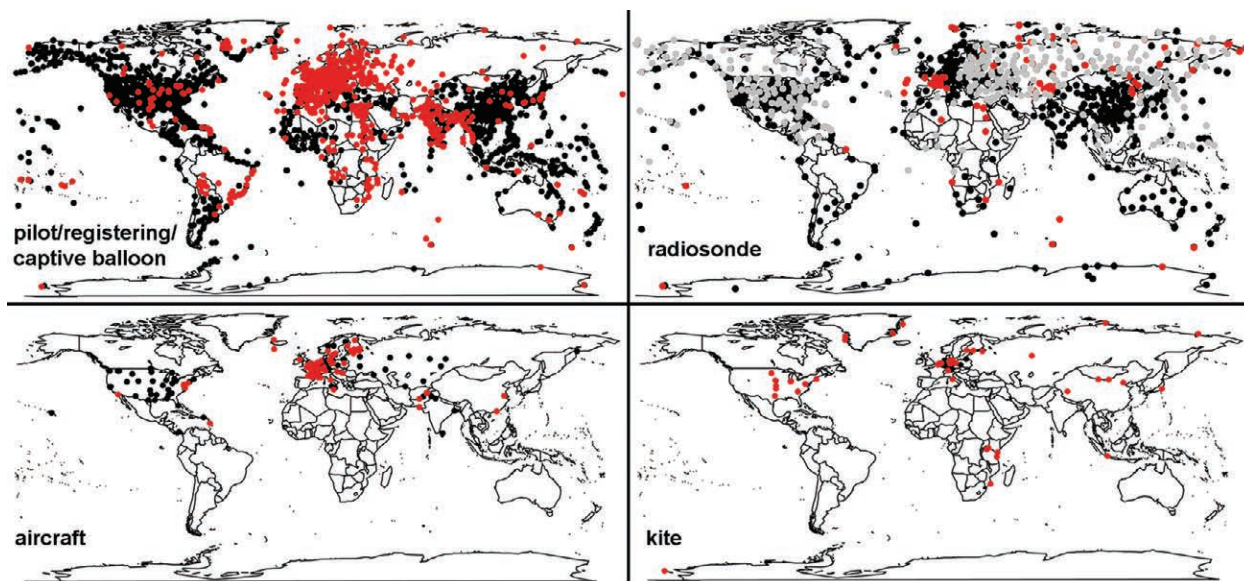 pilot/registering/
captive balloon
radiosonde
aircraft
kite